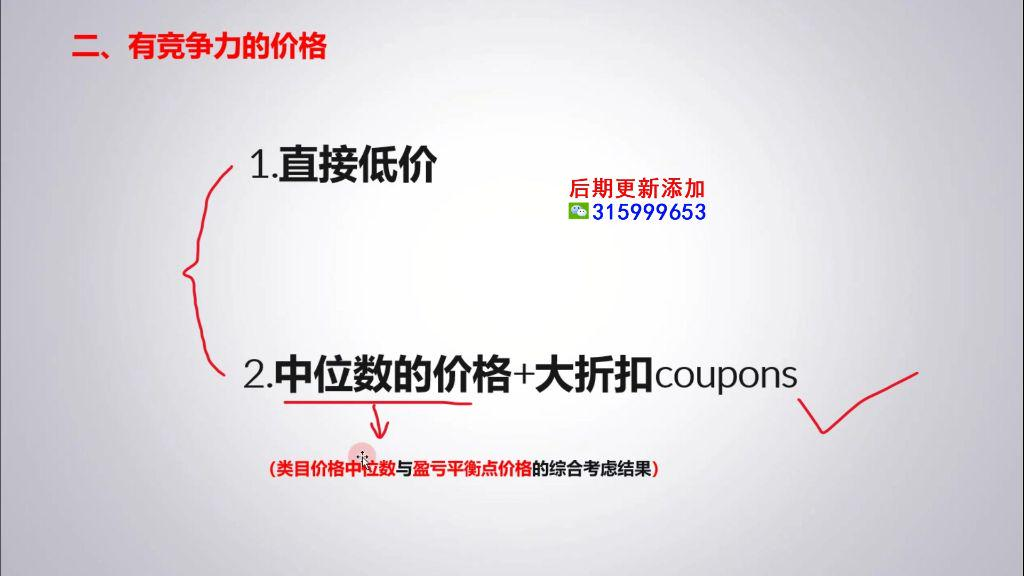 二、有竞争力的价格
1.直接低价
后期更新添加
315999653
2.中位数的价格+大折扣coupons
（类目价格中位数与盈亏平衡点价格的综合考虑结果）